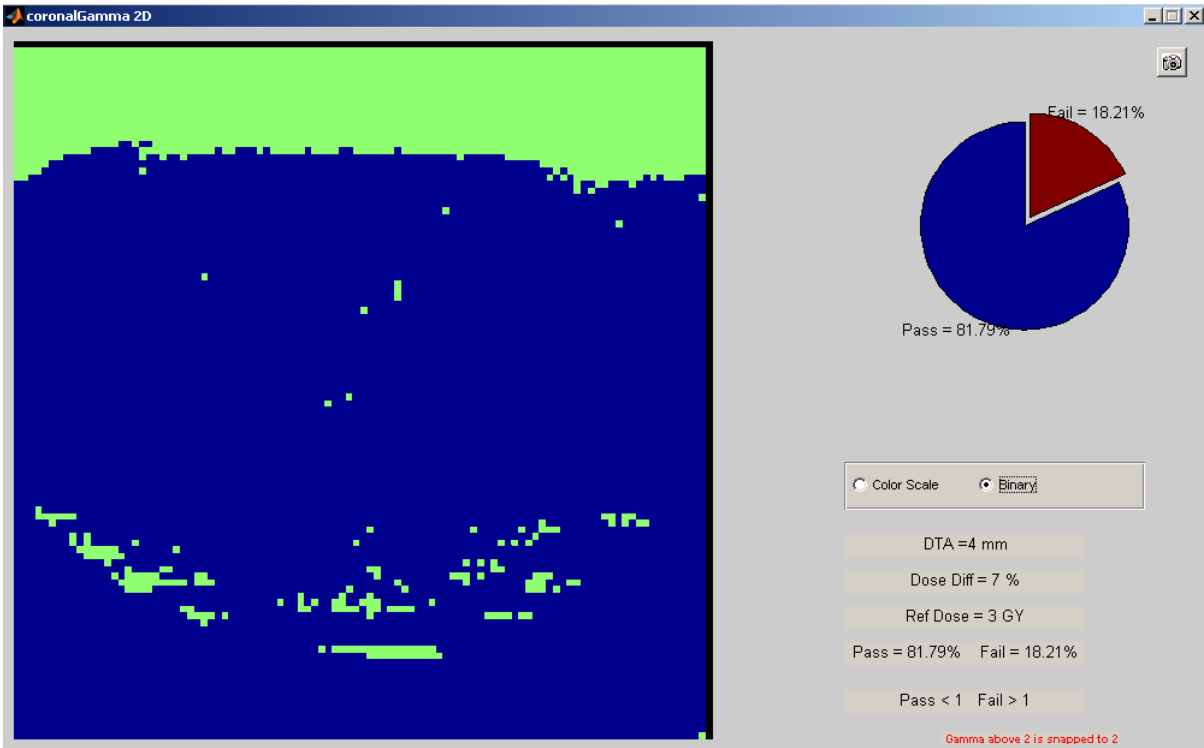 coronalGamma 2D
Fail = 18.21%
Pass = 81.79%
Color Scale Binary
DTA =4 mm
Dose Diff = 7 %
Ref Dose = 3 GY
Pass = 81.79% Fail = 18.21%
Pass < 1 Fail > 1
Gamma above 2 is snapped to 2